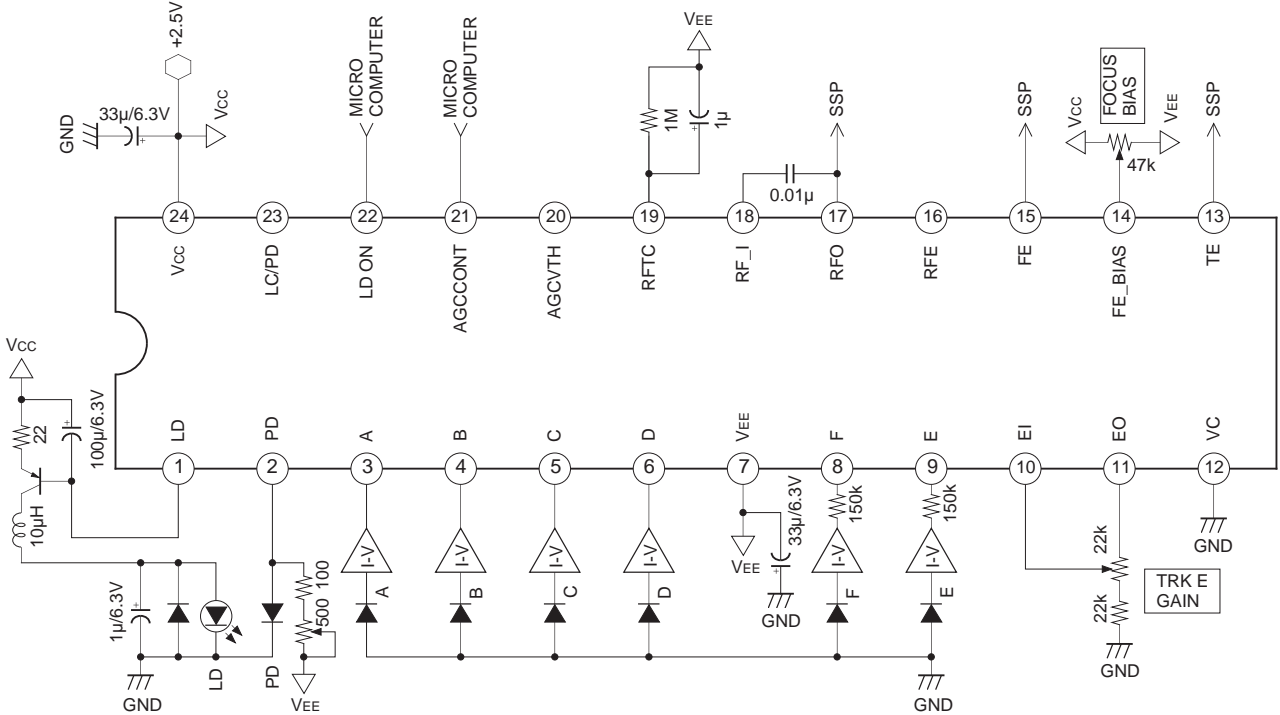 +2.5V
33µ/6.3V
GND
VCC
MICRO
COMPUTER
MICRO
COMPUTER
VEE
1M
1µ
0.01µ
SSP
SSP
FOCUS
BIAS
VCC
VEE
47k
SSP
24
23
22
21
20
19
18
17
16
15
14
13
VCC
LC/PD
LD ON
AGCCONT
AGCVTH
RFTC
RF_I
RFO
RFE
FE
FE_BIAS
TE
VCC
22
100µ/6.3V
10µH
LD
PD
A
B
C
D
VEE
F
E
EI
EO
VC
1
2
3
4
5
6
7
8
9
10
11
12
1µ/6.3V
GND
LD
PD
100
500
VEE
I-V
A
I-V
B
I-V
C
I-V
D
VEE
33µ/6.3V
GND
150k
I-V
F
150k
I-V
E
GND
22k
22k
TRK E
GAIN
GND
GND